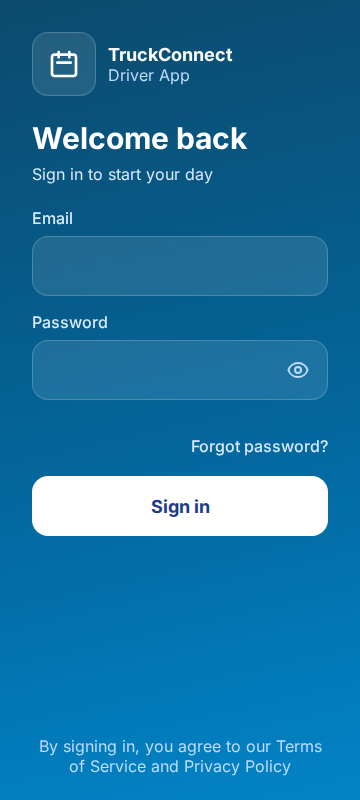 TruckConnect
Driver App
Welcome back
Sign in to start your day
Email
Password
Forgot password?
Sign in
By signing in, you agree to our Terms
of Service and Privacy Policy